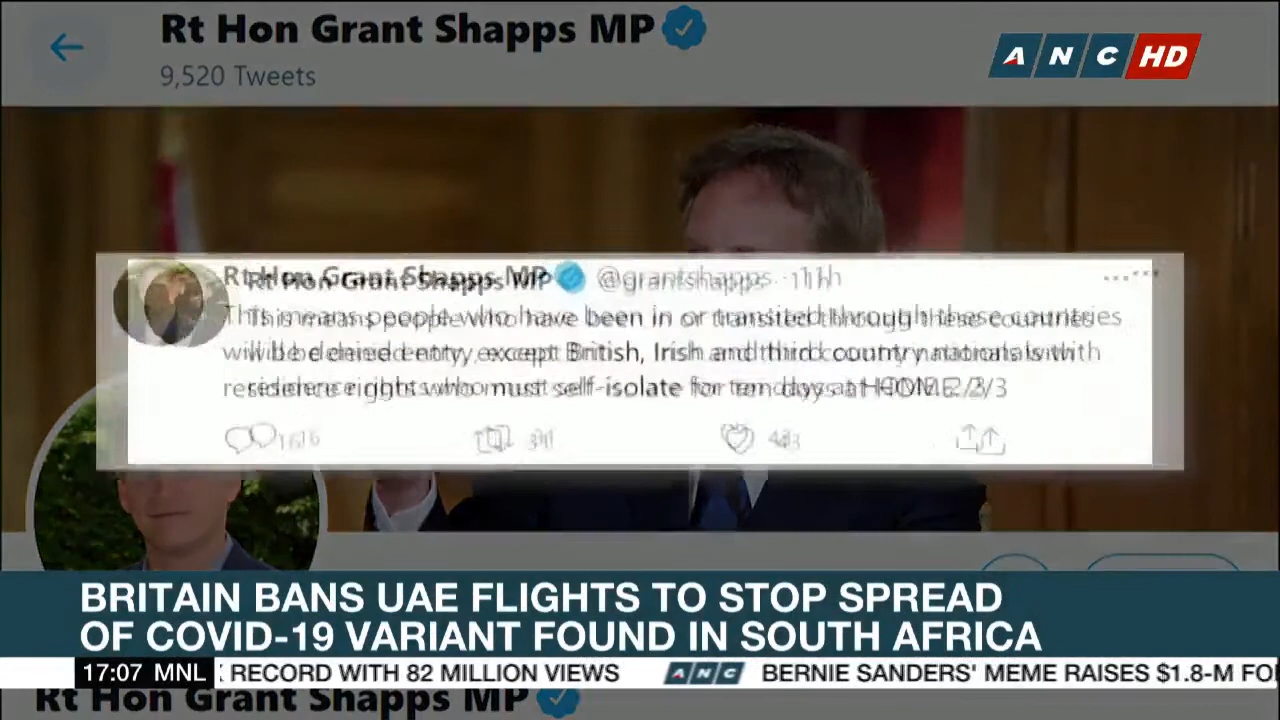 Rt Hon Grant Shapps MP
9,520 Tweets
ANC HD
Rt Hon Grant Shapps MP @grantshapps · 11h
This means people who have been in or transited through these countries
will be denied entry, except British, Irish and third country nationals with
residence rights who must self-isolate for ten days at HOME. 2/3
BRITAIN BANS UAE FLIGHTS TO STOP SPREAD
OF COVID-19 VARIANT FOUND IN SOUTH AFRICA
17:07 MNL RECORD WITH 82 MILLION VIEWS ANC BERNIE SANDERS' MEME RAISES $1.8-M
Rt Hon Grant Shapps MP